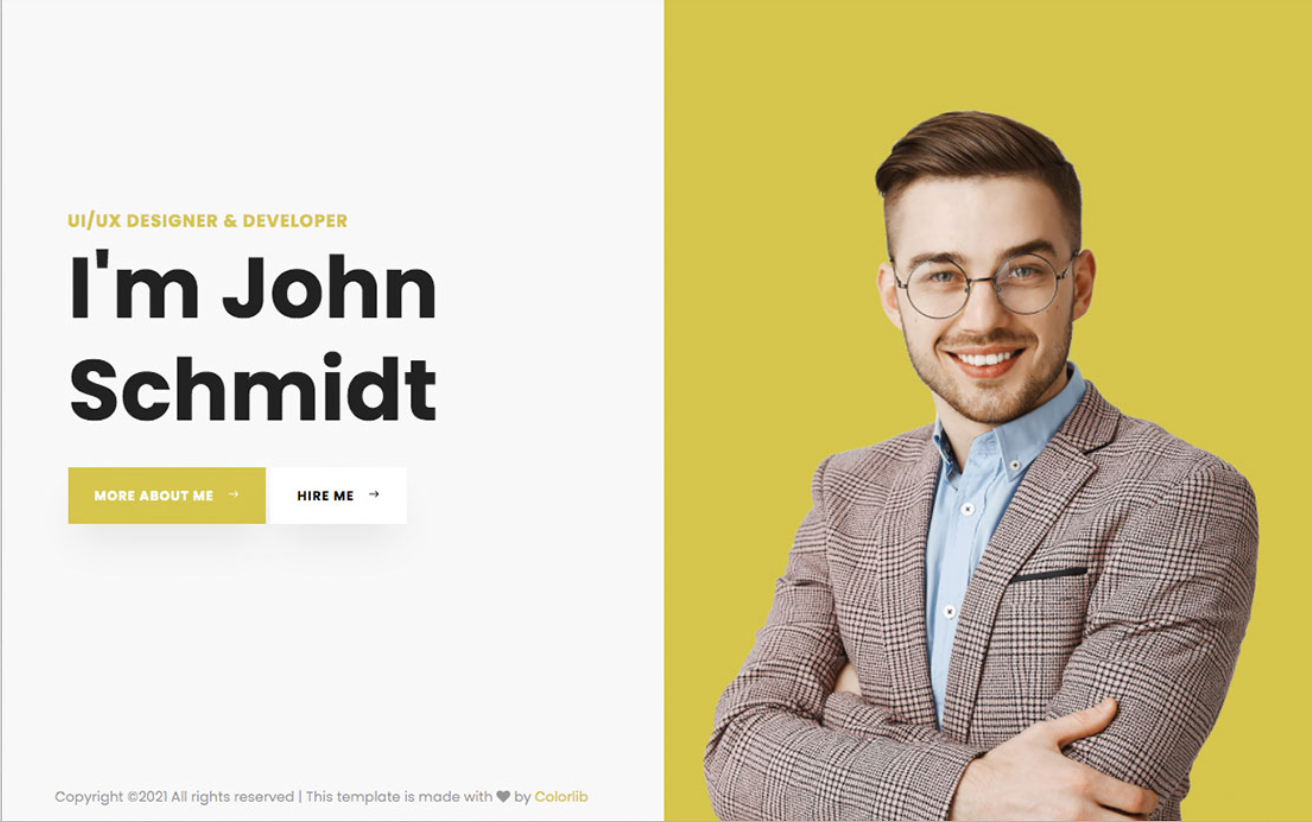 UI/UX DESIGNER & DEVELOPER
I'm John
Schmidt
MORE ABOUT ME →
HIRE ME →
Copyright ©2021 All rights reserved | This template is made with ♥ by Colorlib